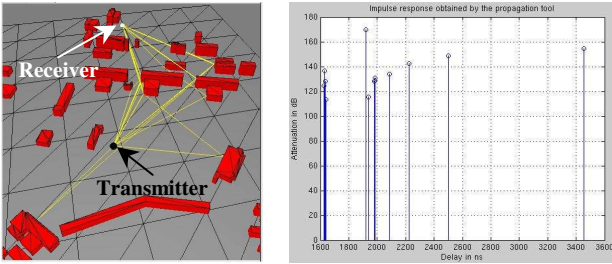 Receiver
Transmitter
Impulse response obtained by the propagation tool
Attenuation in dB
180
160
140
120
100
80
60
40
20
0
1600 1800 2000 2200 2400 2600 2800 3000 3200 3400 3600
Delay in ns